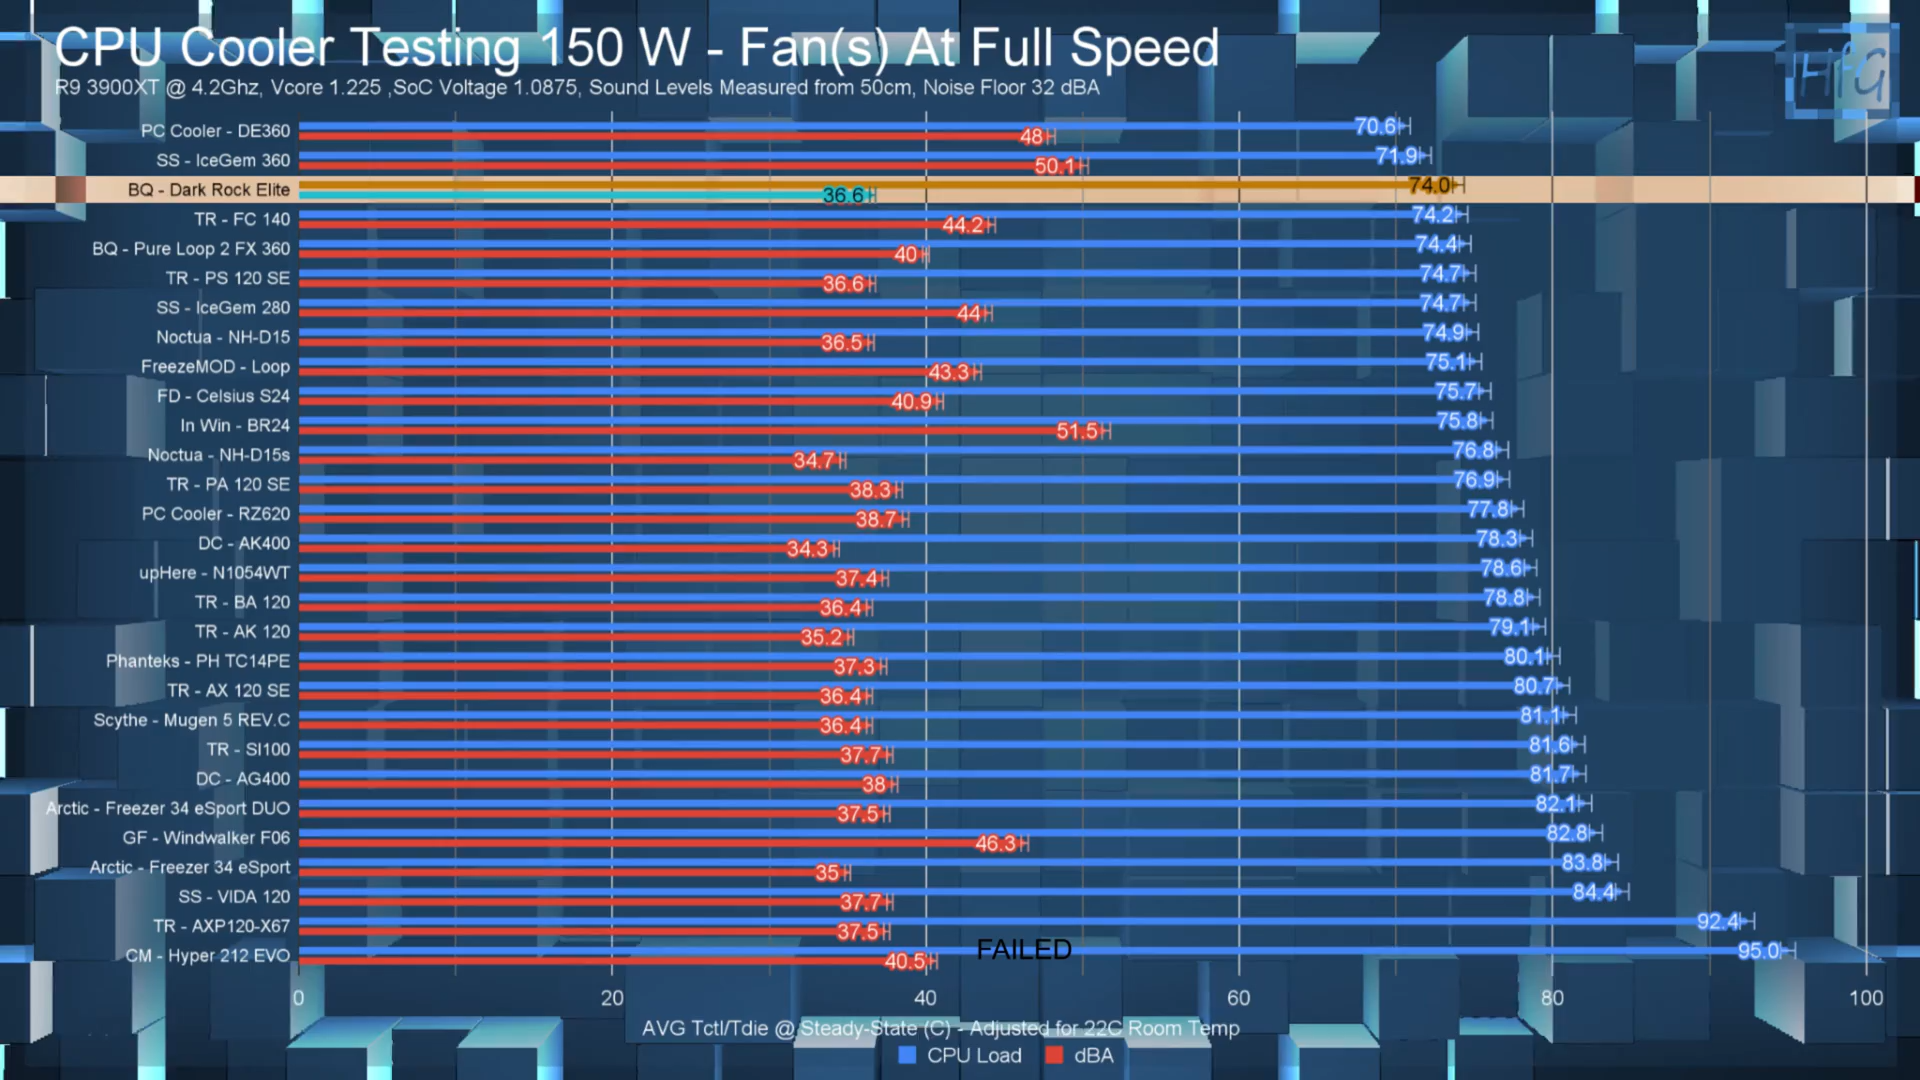 CPU Cooler Testing 150 W - Fan(s) At Full Speed
R9 3900XT @ 4.2Ghz, Vcore 1.225 ,SoC Voltage 1.0875, Sound Levels Measured from 50cm, Noise Floor 32 dBA
HfG
PC Cooler - DE360 70.6 48
SS - IceGem 360 71.9 50.1
BQ - Dark Rock Elite 74.0 36.6
TR - FC 140 74.2 44.2
BQ - Pure Loop 2 FX 360 74.4 40
TR - PS 120 SE 74.7 36.6
SS - IceGem 280 74.7 44
Noctua - NH-D15 74.9 36.5
FreezeMOD - Loop 75.1 43.3
FD - Celsius S24 75.7 40.9
In Win - BR24 75.8 51.5
Noctua - NH-D15s 76.8 34.7
TR - PA 120 SE 76.9 38.3
PC Cooler - RZ620 77.8 38.7
DC - AK400 78.3 34.3
upHere - N1054WT 78.6 37.4
TR - BA 120 78.8 36.4
TR - AK 120 79.1 35.2
Phanteks - PH TC14PE 80.1 37.3
TR - AX 120 SE 80.7 36.4
Scythe - Mugen 5 REV.C 81.1 36.4
TR - SI100 81.6 37.7
DC - AG400 81.7 38
Arctic - Freezer 34 eSport DUO 82.1 37.5
GF - Windwalker F06 82.8 46.3
Arctic - Freezer 34 eSport 83.8 35
SS - VIDA 120 84.4 37.7
TR - AXP120-X67 92.4 37.5
CM - Hyper 212 EVO FAILED 95.0 40.5
0 20 40 60 80 100
AVG Tctl/Tdie @ Steady-State (C) - Adjusted for 22C Room Temp
CPU Load dBA